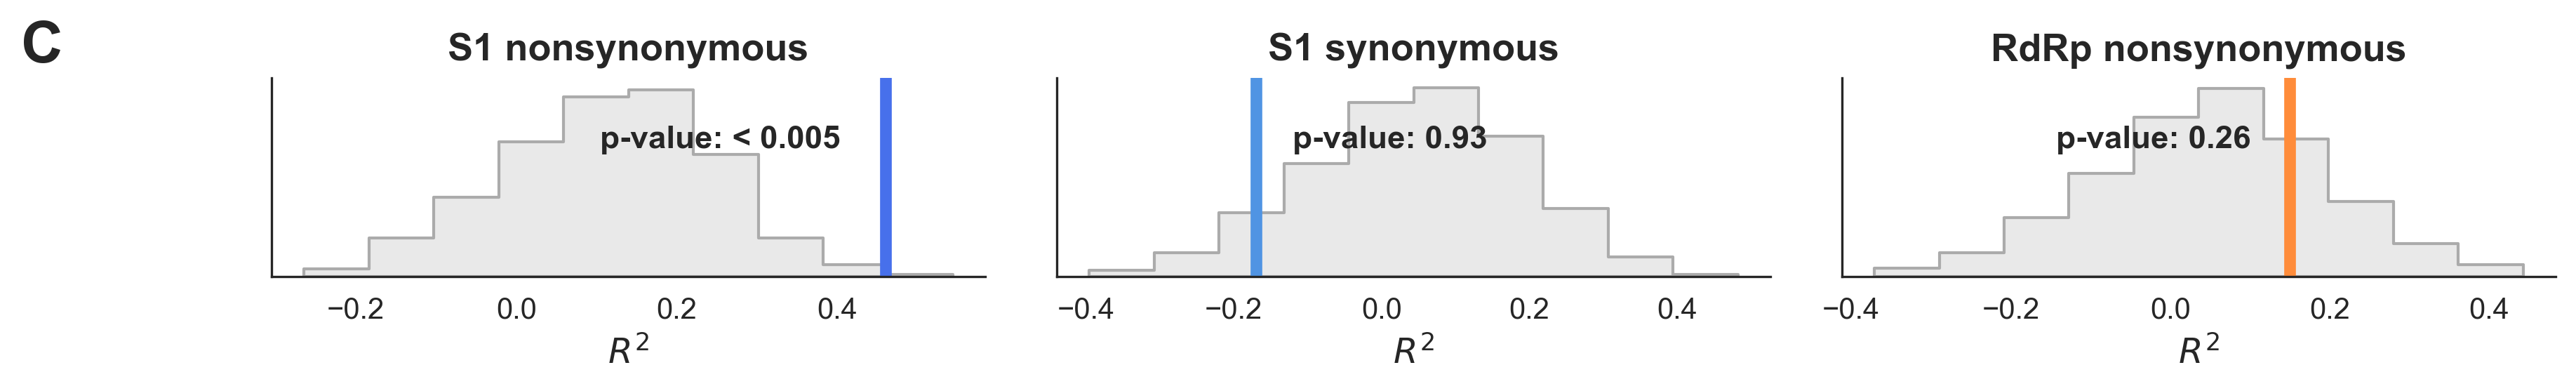 C
S1 nonsynonymous
p-value: < 0.005
−0.2 0.0 0.2 0.4
R²
S1 synonymous
p-value: 0.93
−0.4 −0.2 0.0 0.2 0.4
R²
RdRp nonsynonymous
p-value: 0.26
−0.4 −0.2 0.0 0.2 0.4
R²